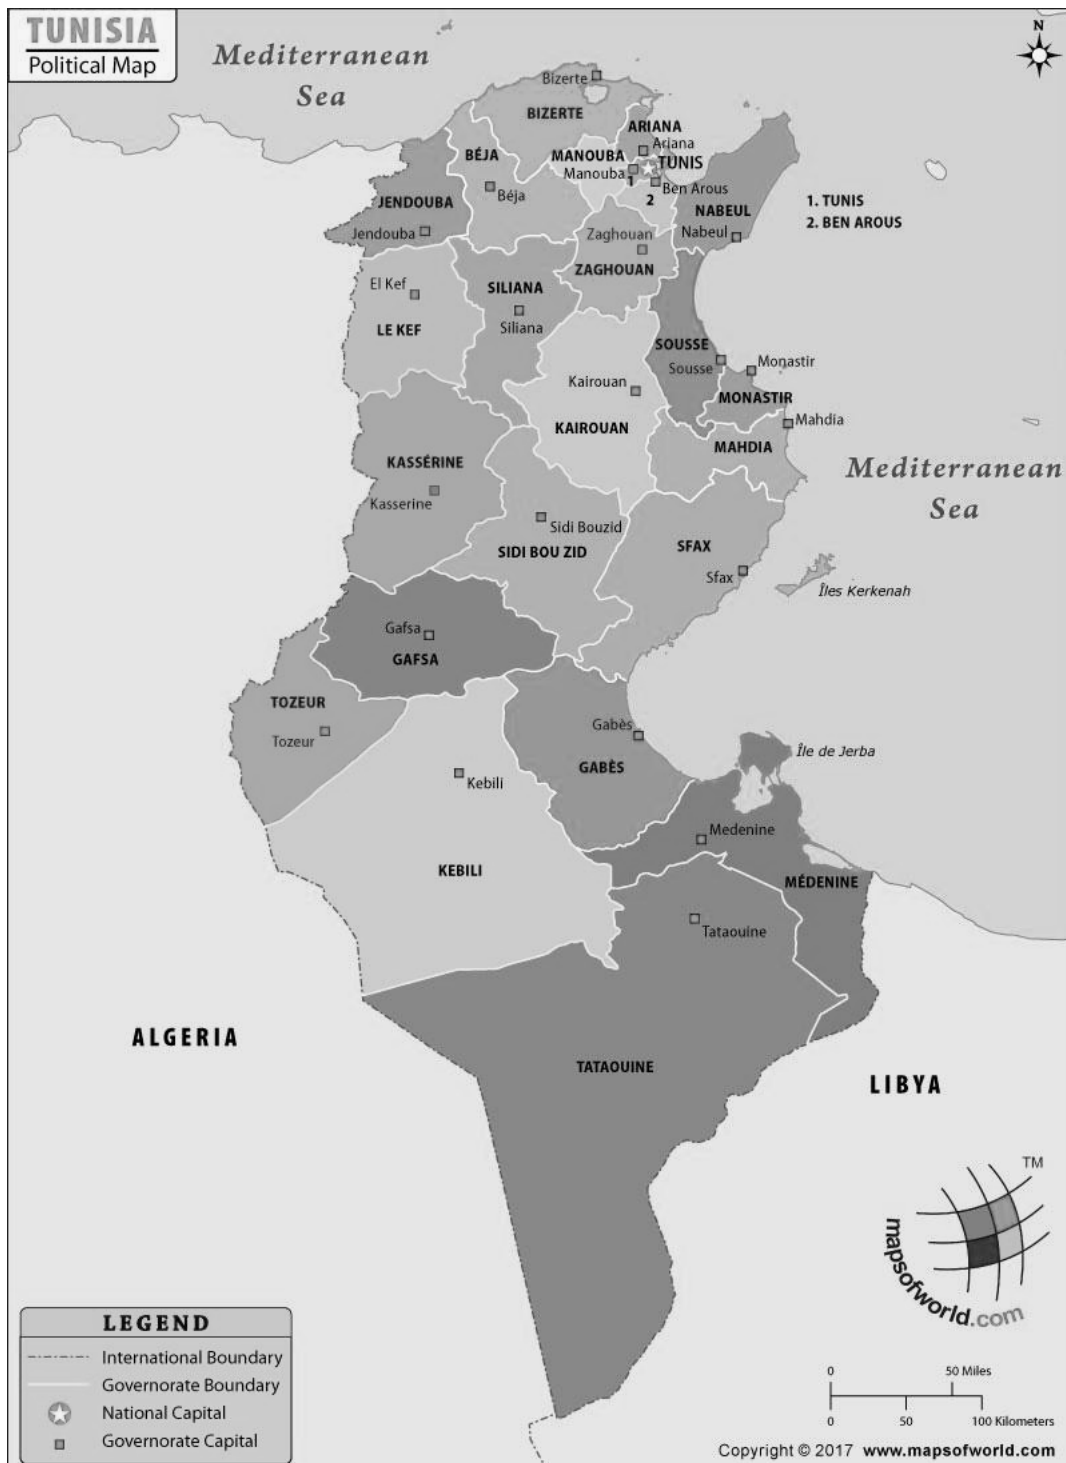 TUNISIA
Political Map
Mediterranean
Sea
N
Bizerte
BIZERTE
ARIANA
Ariana
BÉJA
MANOUBA
TUNIS
Manouba
1
Ben Arous
2
Béja
JENDOUBA
Jendouba
NABEUL
Nabeul
1. TUNIS
2. BEN AROUS
Zaghouan
ZAGHOUAN
El Kef
LE KEF
SILIANA
Siliana
SOUSSE
Sousse
Monastir
MONASTIR
Kairouan
KAIROUAN
Mahdia
MAHDIA
KASSÉRINE
Kasserine
Mediterranean
Sea
Sidi Bouzid
SIDI BOU ZID
SFAX
Sfax
Îles Kerkenah
Gafsa
GAFSA
TOZEUR
Tozeur
Gabès
GABÈS
Île de Jerba
Kebili
KEBILI
Medenine
MÉDENINE
Tataouine
TATAOUINE
ALGERIA
LIBYA
TM
mapsofworld.com
LEGEND
International Boundary
Governorate Boundary
National Capital
Governorate Capital
0 50 Miles
0 50 100 Kilometers
Copyright © 2017 www.mapsofworld.com